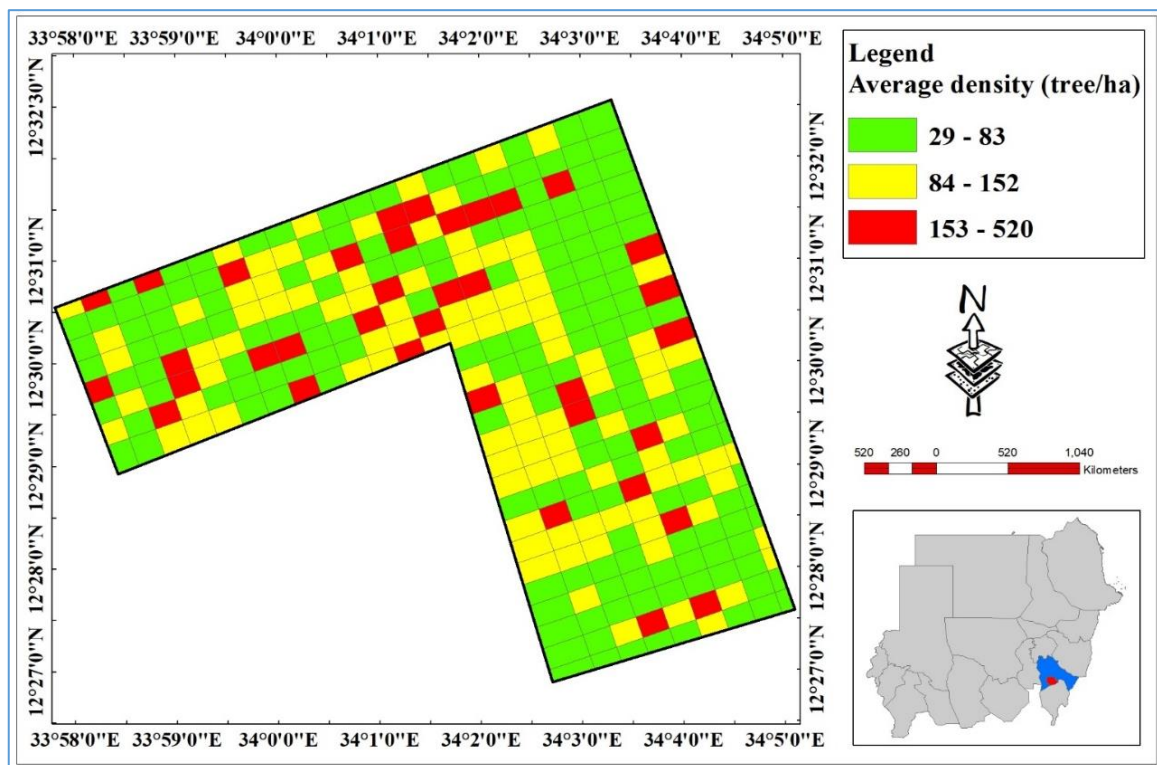 33°58'0"E 33°59'0"E 34°0'0"E 34°1'0"E 34°2'0"E 34°3'0"E 34°4'0"E 34°5'0"E
12°32'30"N
12°31'0"N
12°30'0"N
12°29'0"N
12°28'0"N
12°27'0"N
12°32'0"N
12°31'0"N
12°30'0"N
12°29'0"N
12°28'0"N
12°27'0"N
33°58'0"E 33°59'0"E 34°0'0"E 34°1'0"E 34°2'0"E 34°3'0"E 34°4'0"E 34°5'0"E
Legend
Average density (tree/ha)
29 - 83
84 - 152
153 - 520
N
520 260 0 520 1,040
Kilometers